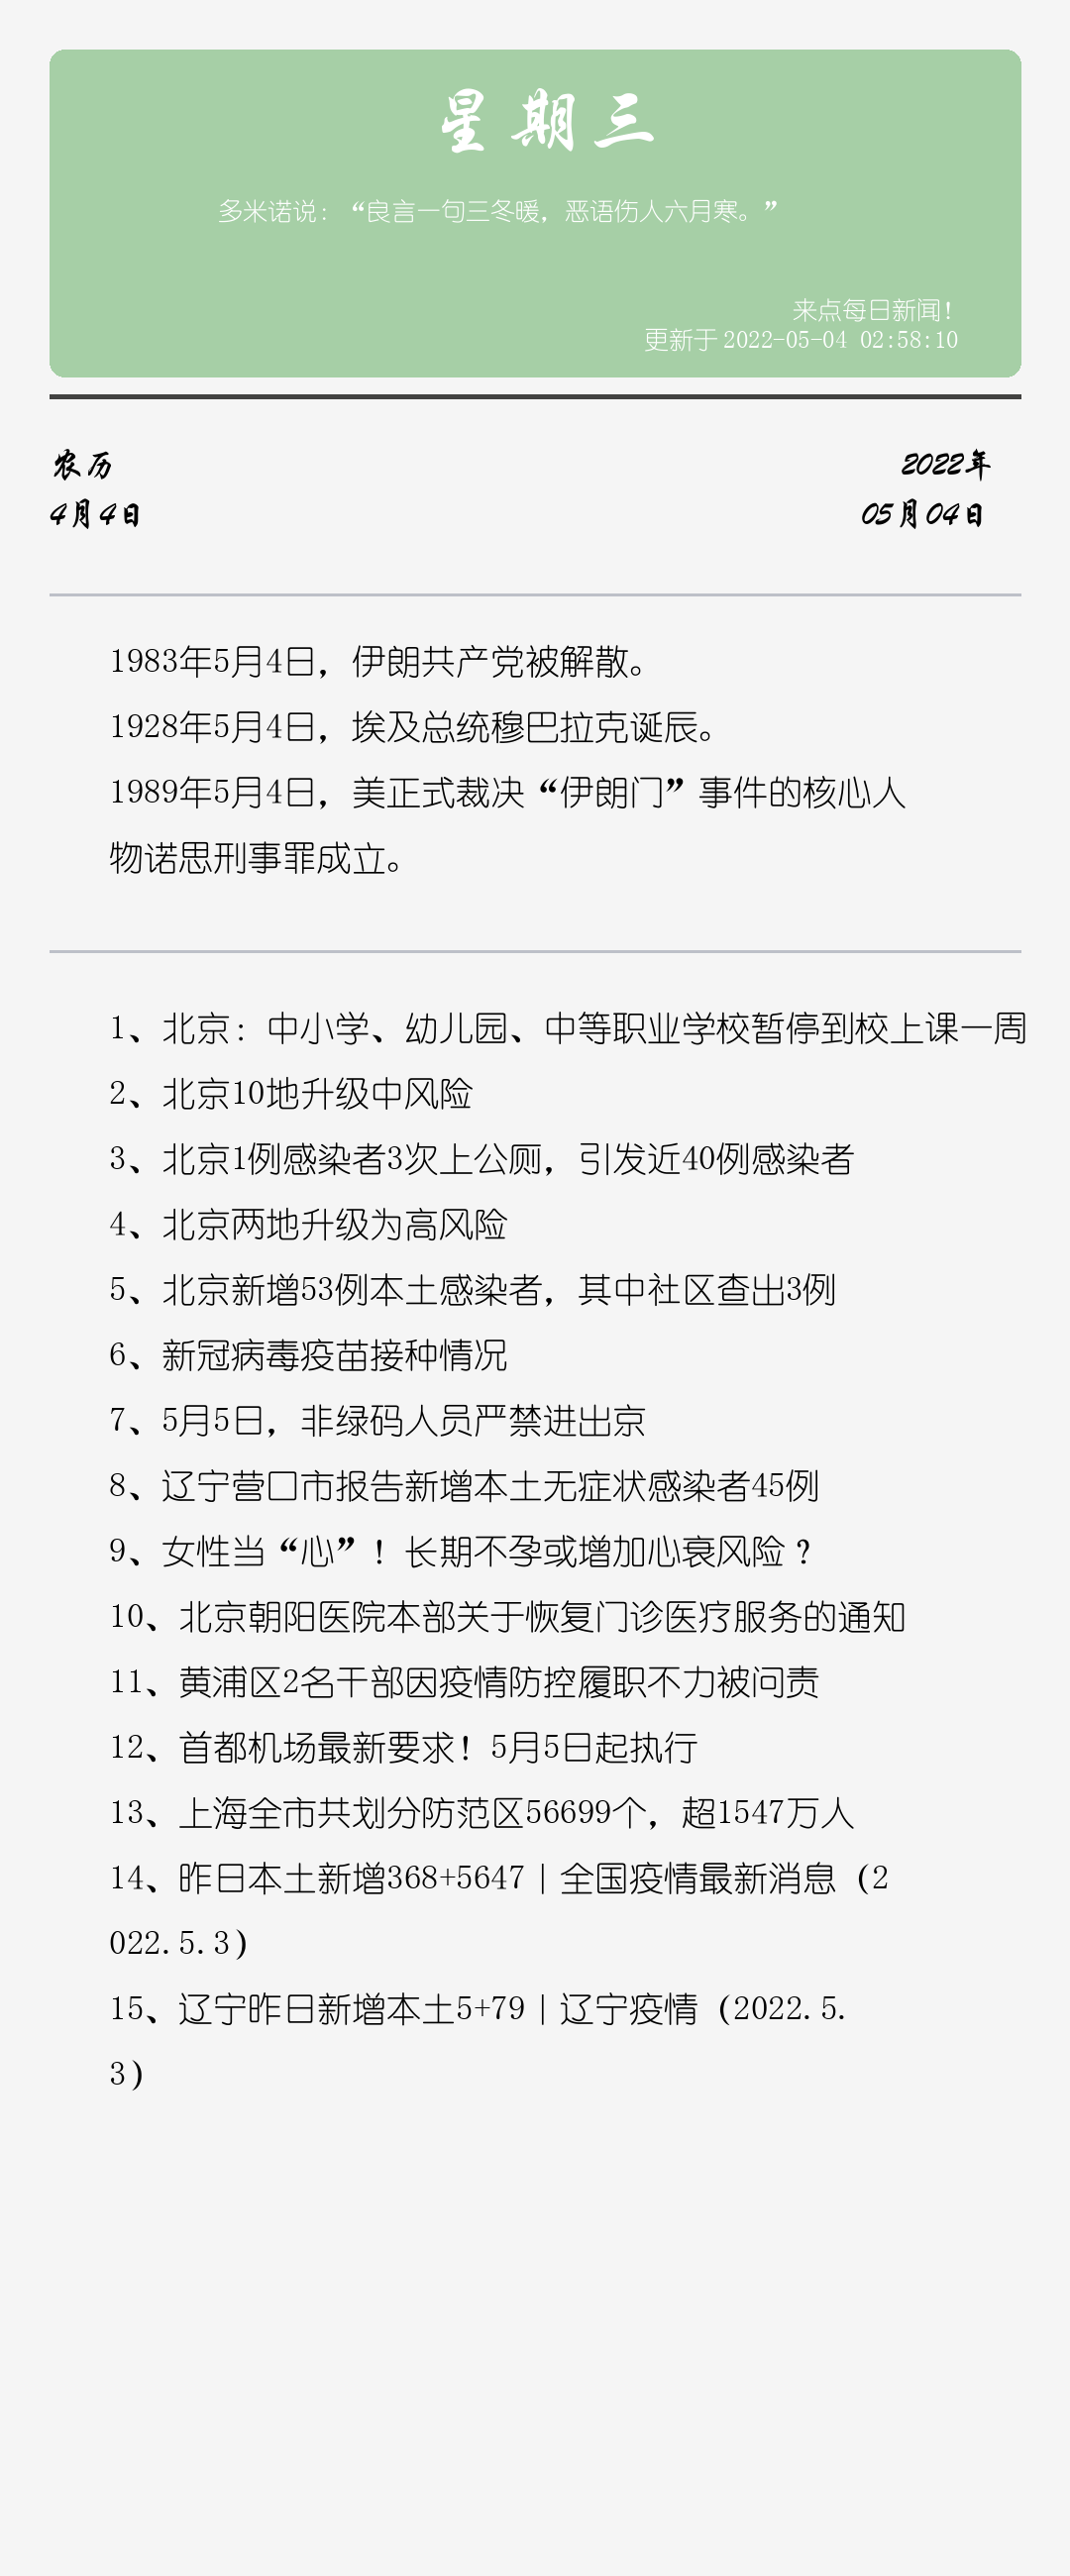 星期三
多米诺说：“良言一句三冬暖，恶语伤人六月寒。”
来点每日新闻！
更新于 2022-05-04 02:58:10
农历
2022年
4月4日
05月04日
1983年5月4日，伊朗共产党被解散。
1928年5月4日，埃及总统穆巴拉克诞辰。
1989年5月4日，美正式裁决“伊朗门”事件的核心人
物诺思刑事罪成立。
1、北京：中小学、幼儿园、中等职业学校暂停到校上课一周
2、北京10地升级中风险
3、北京1例感染者3次上公厕，引发近40例感染者
4、北京两地升级为高风险
5、北京新增53例本土感染者，其中社区查出3例
6、新冠病毒疫苗接种情况
7、5月5日，非绿码人员严禁进出京
8、辽宁营口市报告新增本土无症状感染者45例
9、女性当“心”！长期不孕或增加心衰风险？
10、北京朝阳医院本部关于恢复门诊医疗服务的通知
11、黄浦区2名干部因疫情防控履职不力被问责
12、首都机场最新要求！5月5日起执行
13、上海全市共划分防范区56699个，超1547万人
14、昨日本土新增368+5647｜全国疫情最新消息（2
022.5.3）
15、辽宁昨日新增本土5+79｜辽宁疫情（2022.5.
3）